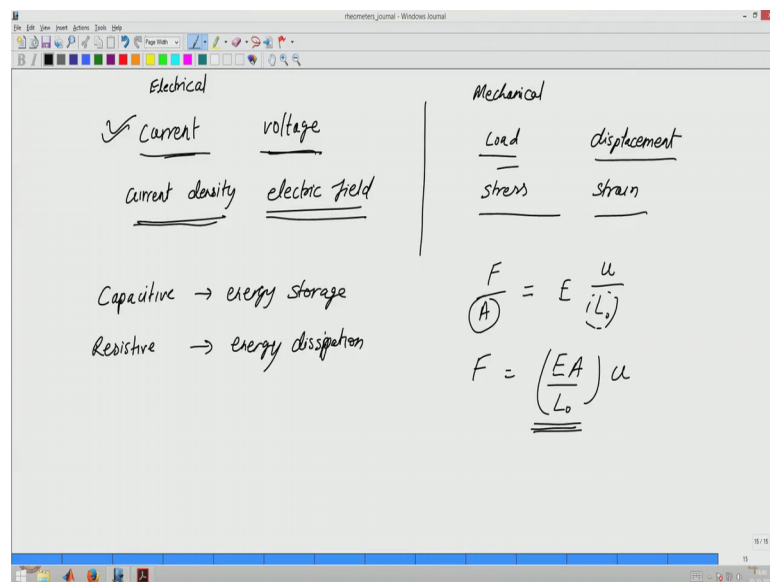 rheometers_journal - Windows Journal
File Edit View Insert Actions Tools Help
Page Width
B I
Electrical
Current voltage
current density electric field
Capacitive → energy storage
Resistive → energy dissipation
Mechanical
Load displacement
stress strain
F/A = E u/L₀
F = (EA/L₀) u
15 / 15
15